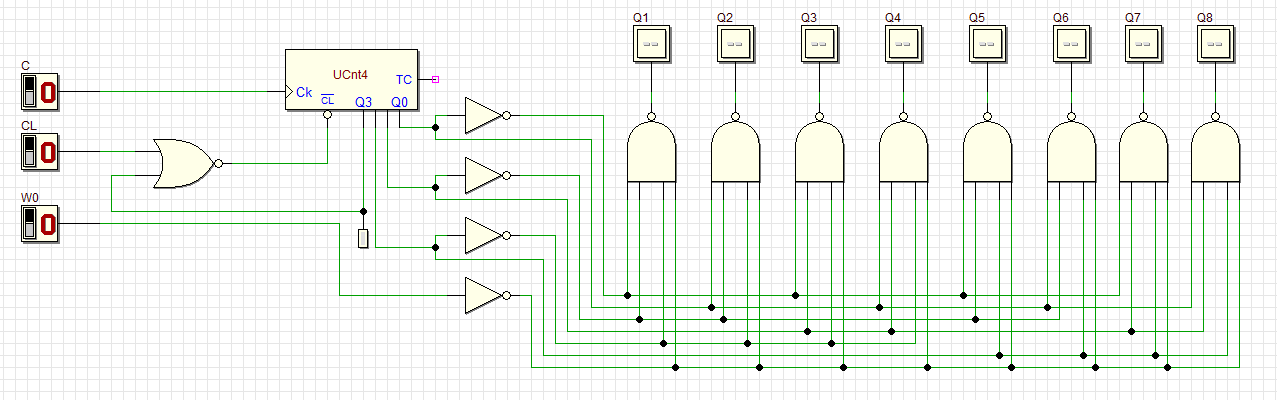 Q1 Q2 Q3 Q4 Q5 Q6 Q7 Q8
-- -- -- -- -- -- -- --
C
0
UCnt4
TC
Ck
CL
Q3
Q0
CL
0
W0
0